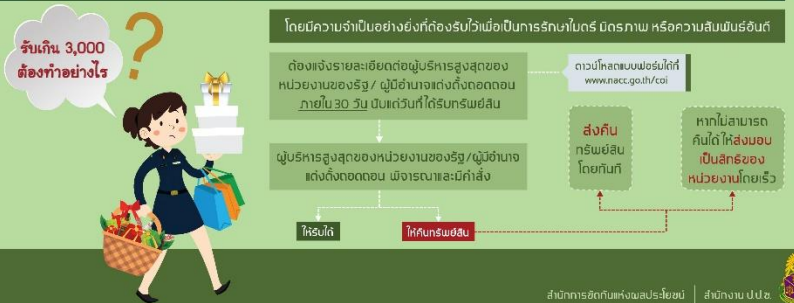 รับเกิน 3,000
ต้องทำอย่างไร
?
โดยมีความจำเป็นอย่างยิ่งที่ต้องรับไว้เพื่อเป็นการรักษาไมตรี มิตรภาพ หรือความสัมพันธ์อันดี
ต้องแจ้งรายละเอียดต่อผู้บริหารสูงสุดของ
หน่วยงานของรัฐ/ ผู้มีอำนาจแต่งตั้งถอดถอน
ภายใน 30 วัน นับแต่วันที่ได้รับทรัพย์สิน
ดาวน์โหลดแบบฟอร์มได้ที่
www.nacc.go.th/coi
ผู้บริหารสูงสุดของหน่วยงานของรัฐ/ผู้มีอำนาจ
แต่งตั้งถอดถอน พิจารณาและมีคำสั่ง
ให้รับได้
ให้คืนทรัพย์สิน
ส่งคืน
ทรัพย์สิน
โดยทันที
หากไม่สามารถ
คืนได้ ให้ส่งมอบ
เป็นสิทธิของ
หน่วยงานโดยเร็ว
สำนักการขัดกันแห่งผลประโยชน์ | สำนักงาน ป.ป.ช.